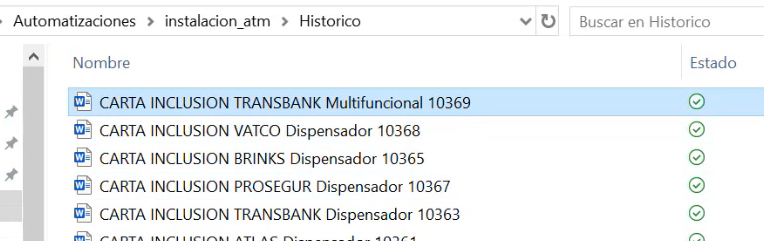 Automatizaciones > instalacion_atm > Historico
Buscar en Historico
Nombre Estado
CARTA INCLUSION TRANSBANK Multifuncional 10369
CARTA INCLUSION VATCO Dispensador 10368
CARTA INCLUSION BRINKS Dispensador 10365
CARTA INCLUSION PROSEGUR Dispensador 10367
CARTA INCLUSION TRANSBANK Dispensador 10363
CARTA INCLUSION ATLAS Dispensador 10361